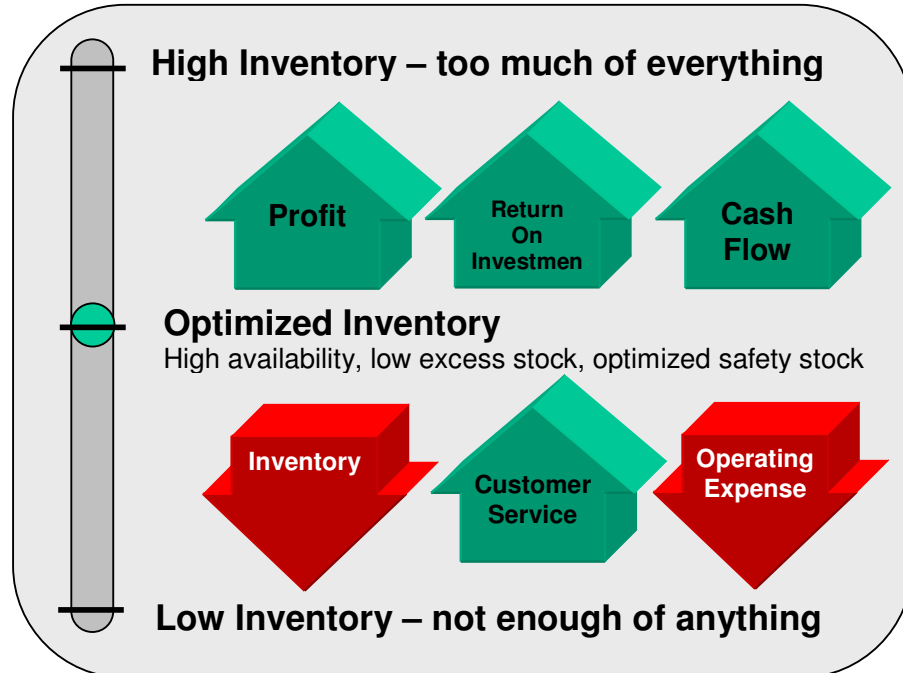 High Inventory – too much of everything
Profit
Return
On
Investmen
Cash
Flow
Optimized Inventory
High availability, low excess stock, optimized safety stock
Inventory
Customer
Service
Operating
Expense
Low Inventory – not enough of anything